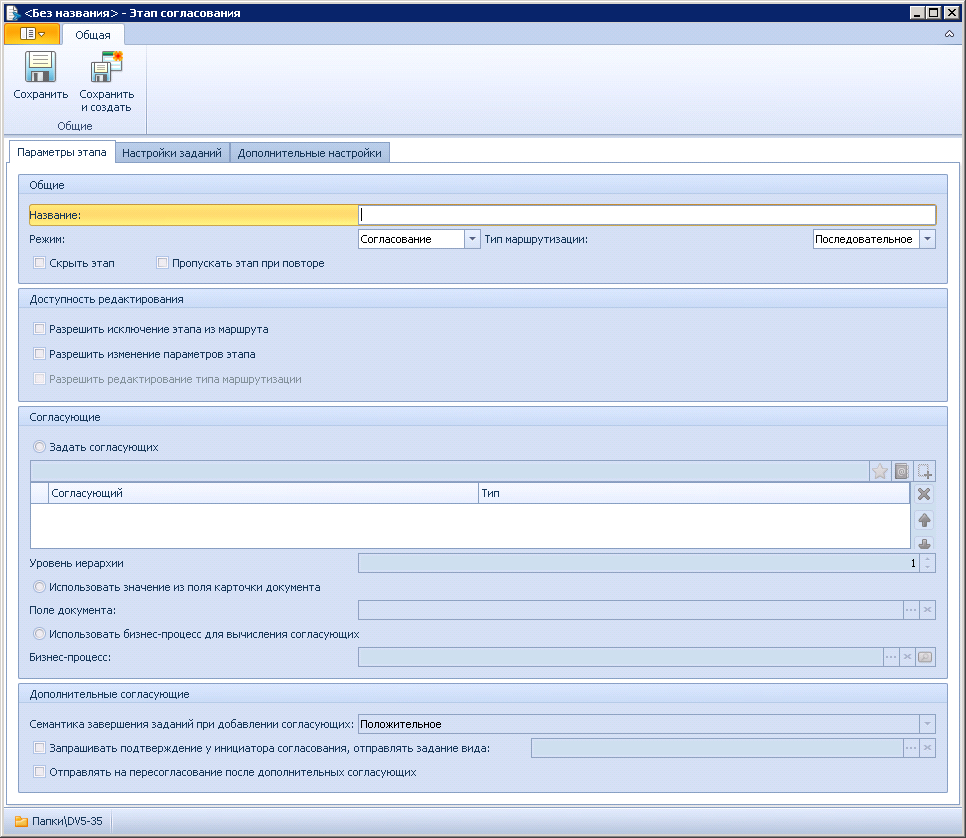 <Без названия> - Этап согласования
Общая
Сохранить
Сохранить и создать
Общие
Параметры этапа
Настройки заданий
Дополнительные настройки
Общие
Название:
Режим:
Согласование
Тип маршрутизации:
Последовательное
Скрыть этап
Пропускать этап при повторе
Доступность редактирования
Разрешить исключение этапа из маршрута
Разрешить изменение параметров этапа
Разрешить редактирование типа маршрутизации
Согласующие
Задать согласующих
Согласующий
Тип
Уровень иерархии
1
Использовать значение из поля карточки документа
Поле документа:
Использовать бизнес-процесс для вычисления согласующих
Бизнес-процесс:
Дополнительные согласующие
Семантика завершения заданий при добавлении согласующих:
Положительное
Запрашивать подтверждение у инициатора согласования, отправлять задание вида:
Отправлять на пересогласование после дополнительных согласующих
Папки\DV5-35